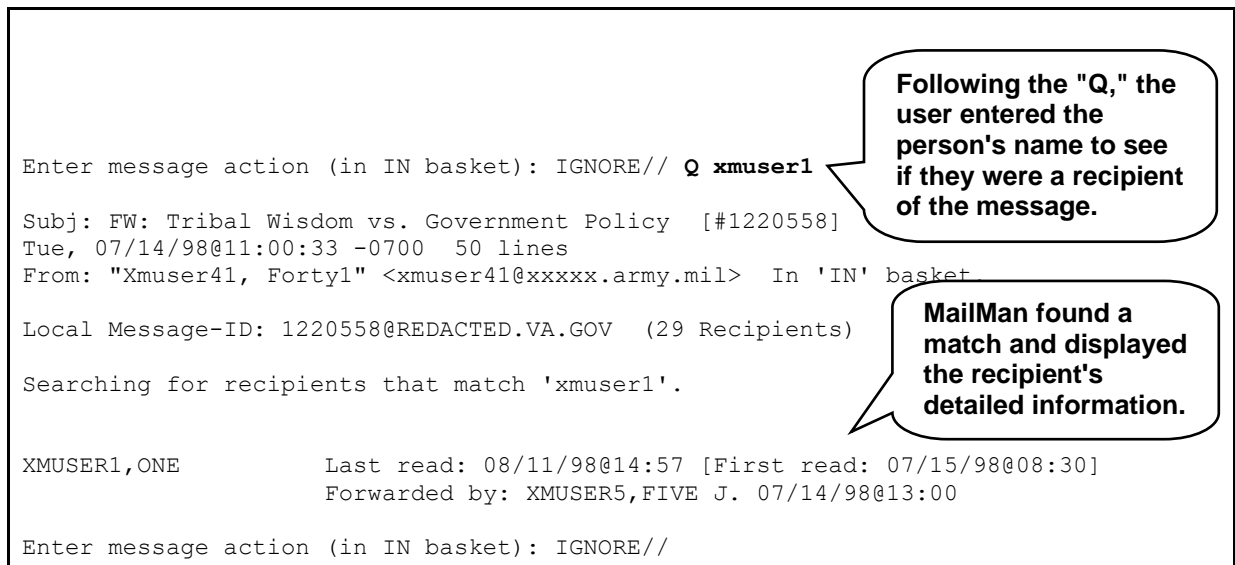 Following the "Q," the
user entered the
person's name to see
if they were a recipient
of the message.
Enter message action (in IN basket): IGNORE// Q xmuser1
Subj: FW: Tribal Wisdom vs. Government Policy  [#1220558]
Tue, 07/14/98@11:00:33 -0700  50 lines
From: "Xmuser41, Forty1" <xmuser41@xxxxx.army.mil>  In 'IN' basket.
MailMan found a
match and displayed
the recipient's
detailed information.
Local Message-ID: 1220558@REDACTED.VA.GOV  (29 Recipients)
Searching for recipients that match 'xmuser1'.
XMUSER1,ONE          Last read: 08/11/98@14:57 [First read: 07/15/98@08:30]
Forwarded by: XMUSER5,FIVE J. 07/14/98@13:00
Enter message action (in IN basket): IGNORE//